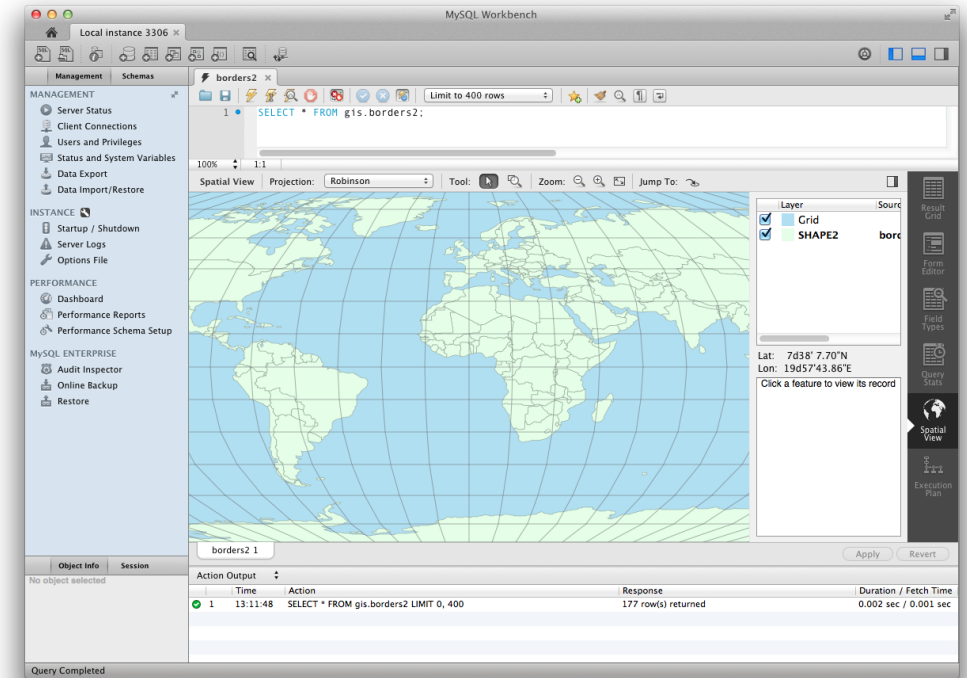 MySQL Workbench
Local instance 3306 ×
SQL SQL
Management Schemas
borders2 ×
MANAGEMENT
Server Status
Client Connections
Users and Privileges
Status and System Variables
Data Export
Data Import/Restore
INSTANCE
Startup / Shutdown
Server Logs
Options File
PERFORMANCE
Dashboard
Performance Reports
Performance Schema Setup
MySQL ENTERPRISE
Audit Inspector
Online Backup
Restore
Limit to 400 rows
1 SELECT * FROM gis.borders2;
100% 1:1
Spatial View Projection: Robinson Tool: Zoom: Jump To:
Layer Sourc
Grid
SHAPE2 bord
Lat: 7d38' 7.70"N
Lon: 19d57'43.86"E
Click a feature to view its record
Result
Grid
Form
Editor
Field
Types
Query
Stats
Spatial
View
Execution
Plan
borders2 1
Apply Revert
Object Info Session
No object selected
Action Output
Time Action Response Duration / Fetch Time
1 13:11:48 SELECT * FROM gis.borders2 LIMIT 0, 400 177 row(s) returned 0.002 sec / 0.001 sec
Query Completed